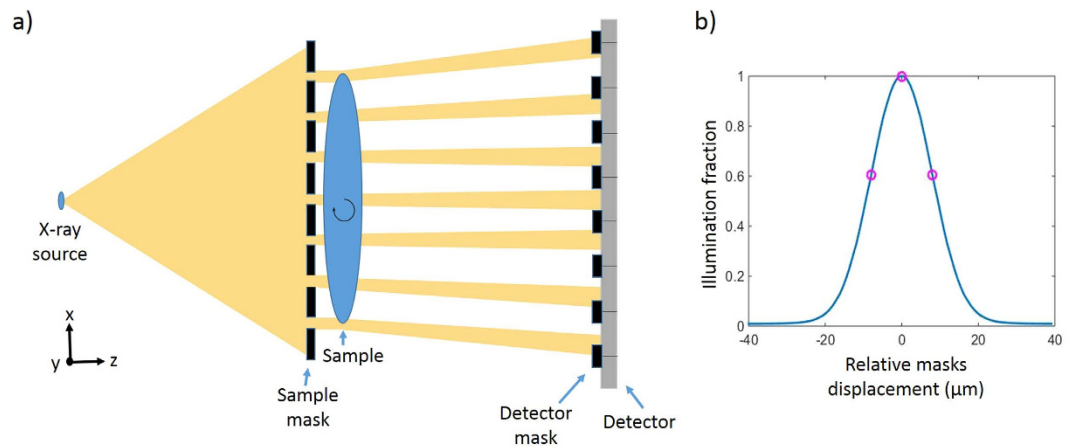 a)
X-ray
source
x
y
z
Sample
mask
Sample
Detector
mask
Detector
b)
Illumination fraction
1
0.8
0.6
0.4
0.2
0
-40
-20
0
20
40
Relative masks
displacement (μm)